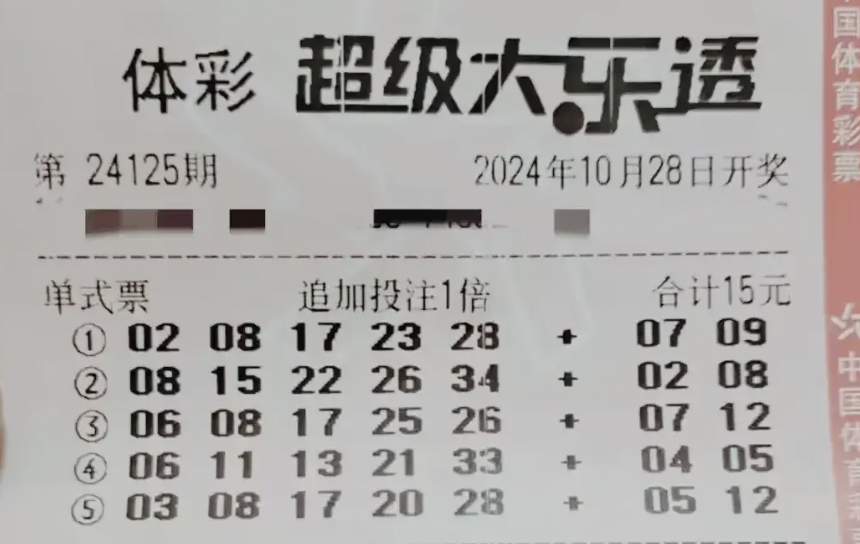 体彩 超级大乐透
第 24125期 2024年10月28日开奖
单式票 追加投注1倍 合计15元
① 02 08 17 23 28 + 07 09
② 08 15 22 26 34 + 02 08
③ 06 08 17 25 26 + 07 12
④ 06 11 13 21 33 + 04 05
⑤ 03 08 17 20 28 + 05 12
国体育彩票
中国体育彩